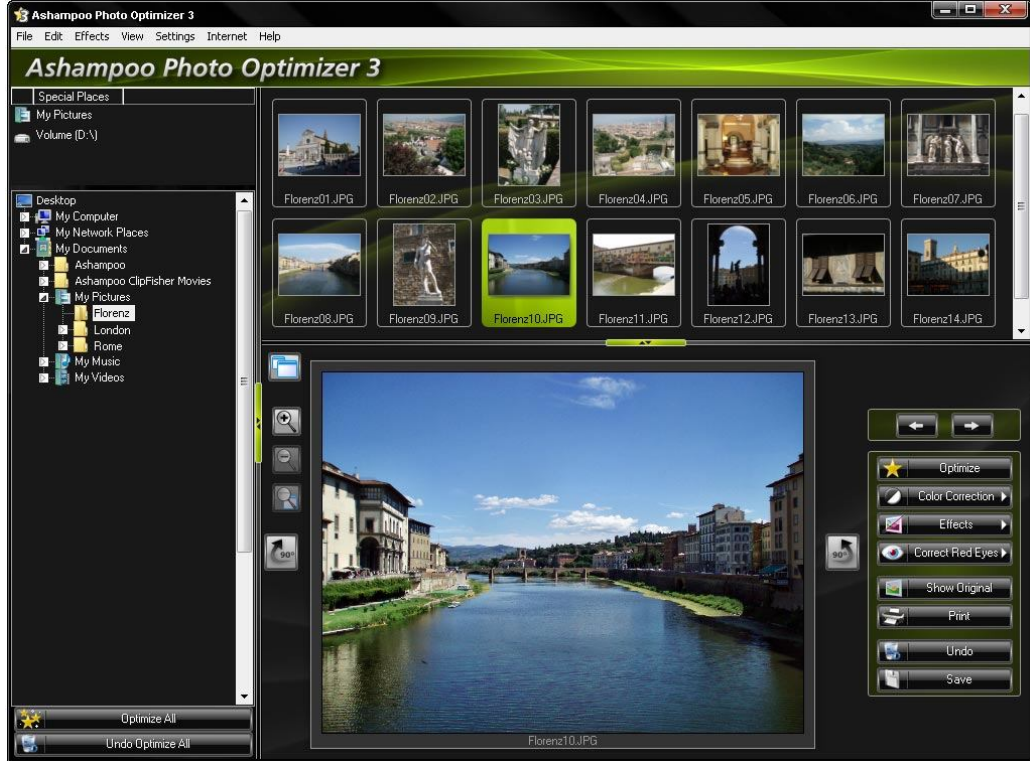 Ashampoo Photo Optimizer 3
File Edit Effects View Settings Internet Help
Ashampoo Photo Optimizer 3
Special Places
My Pictures
Volume (D:\)
Desktop
My Computer
My Network Places
My Documents
Ashampoo
Ashampoo ClipFisher Movies
My Pictures
Florenz
London
Rome
My Music
My Videos
Optimize All
Undo Optimize All
Florenz01.JPG Florenz02.JPG Florenz03.JPG Florenz04.JPG Florenz05.JPG Florenz06.JPG Florenz07.JPG
Florenz08.JPG Florenz09.JPG Florenz10.JPG Florenz11.JPG Florenz12.JPG Florenz13.JPG Florenz14.JPG
90°
90°
Florenz10.JPG
Optimize
Color Correction
Effects
Correct Red Eyes
Show Original
Print
Undo
Save